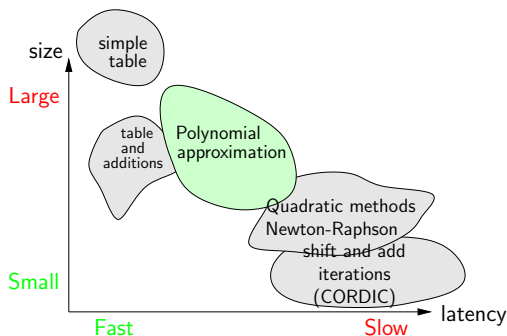 simple
table
size
Large
table
and
additions
Polynomial
approximation
Quadratic methods
Newton-Raphson
shift and add
iterations
(CORDIC)
Small
latency
Fast
Slow